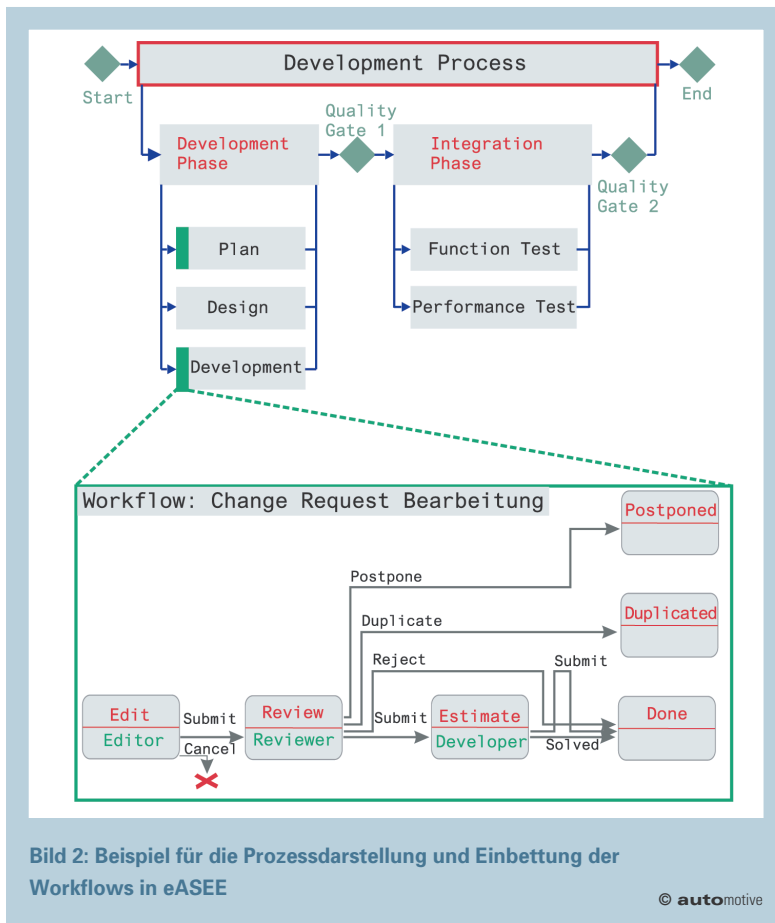 Development Process
Start
End
Development
Phase
Quality
Gate 1
Integration
Phase
Quality
Gate 2
Plan
Design
Development
Function Test
Performance Test
Workflow: Change Request Bearbeitung
Postponed
Postpone
Duplicated
Duplicate
Reject
Submit
Edit
Editor
Submit
Cancel
Review
Reviewer
Submit
Estimate
Developer
Solved
Done
Bild 2: Beispiel für die Prozessdarstellung und Einbettung der
Workflows in eASEE
© automotive